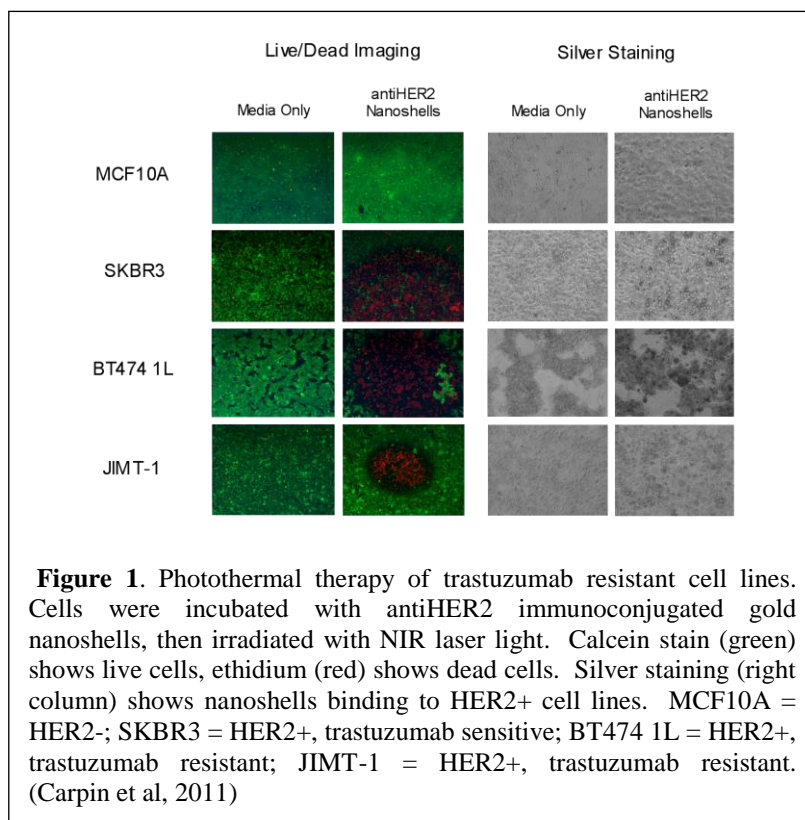 Live/Dead Imaging
Silver Staining
Media Only
antiHER2
Nanoshells
Media Only
antiHER2
Nanoshells
MCF10A
SKBR3
BT474 1L
JIMT-1
Figure 1. Photothermal therapy of trastuzumab resistant cell lines.
Cells were incubated with antiHER2 immunoconjugated gold
nanoshells, then irradiated with NIR laser light. Calcein stain (green)
shows live cells, ethidium (red) shows dead cells. Silver staining (right
column) shows nanoshells binding to HER2+ cell lines. MCF10A =
HER2-; SKBR3 = HER2+, trastuzumab sensitive; BT474 1L = HER2+,
trastuzumab resistant; JIMT-1 = HER2+, trastuzumab resistant.
(Carpin et al, 2011)